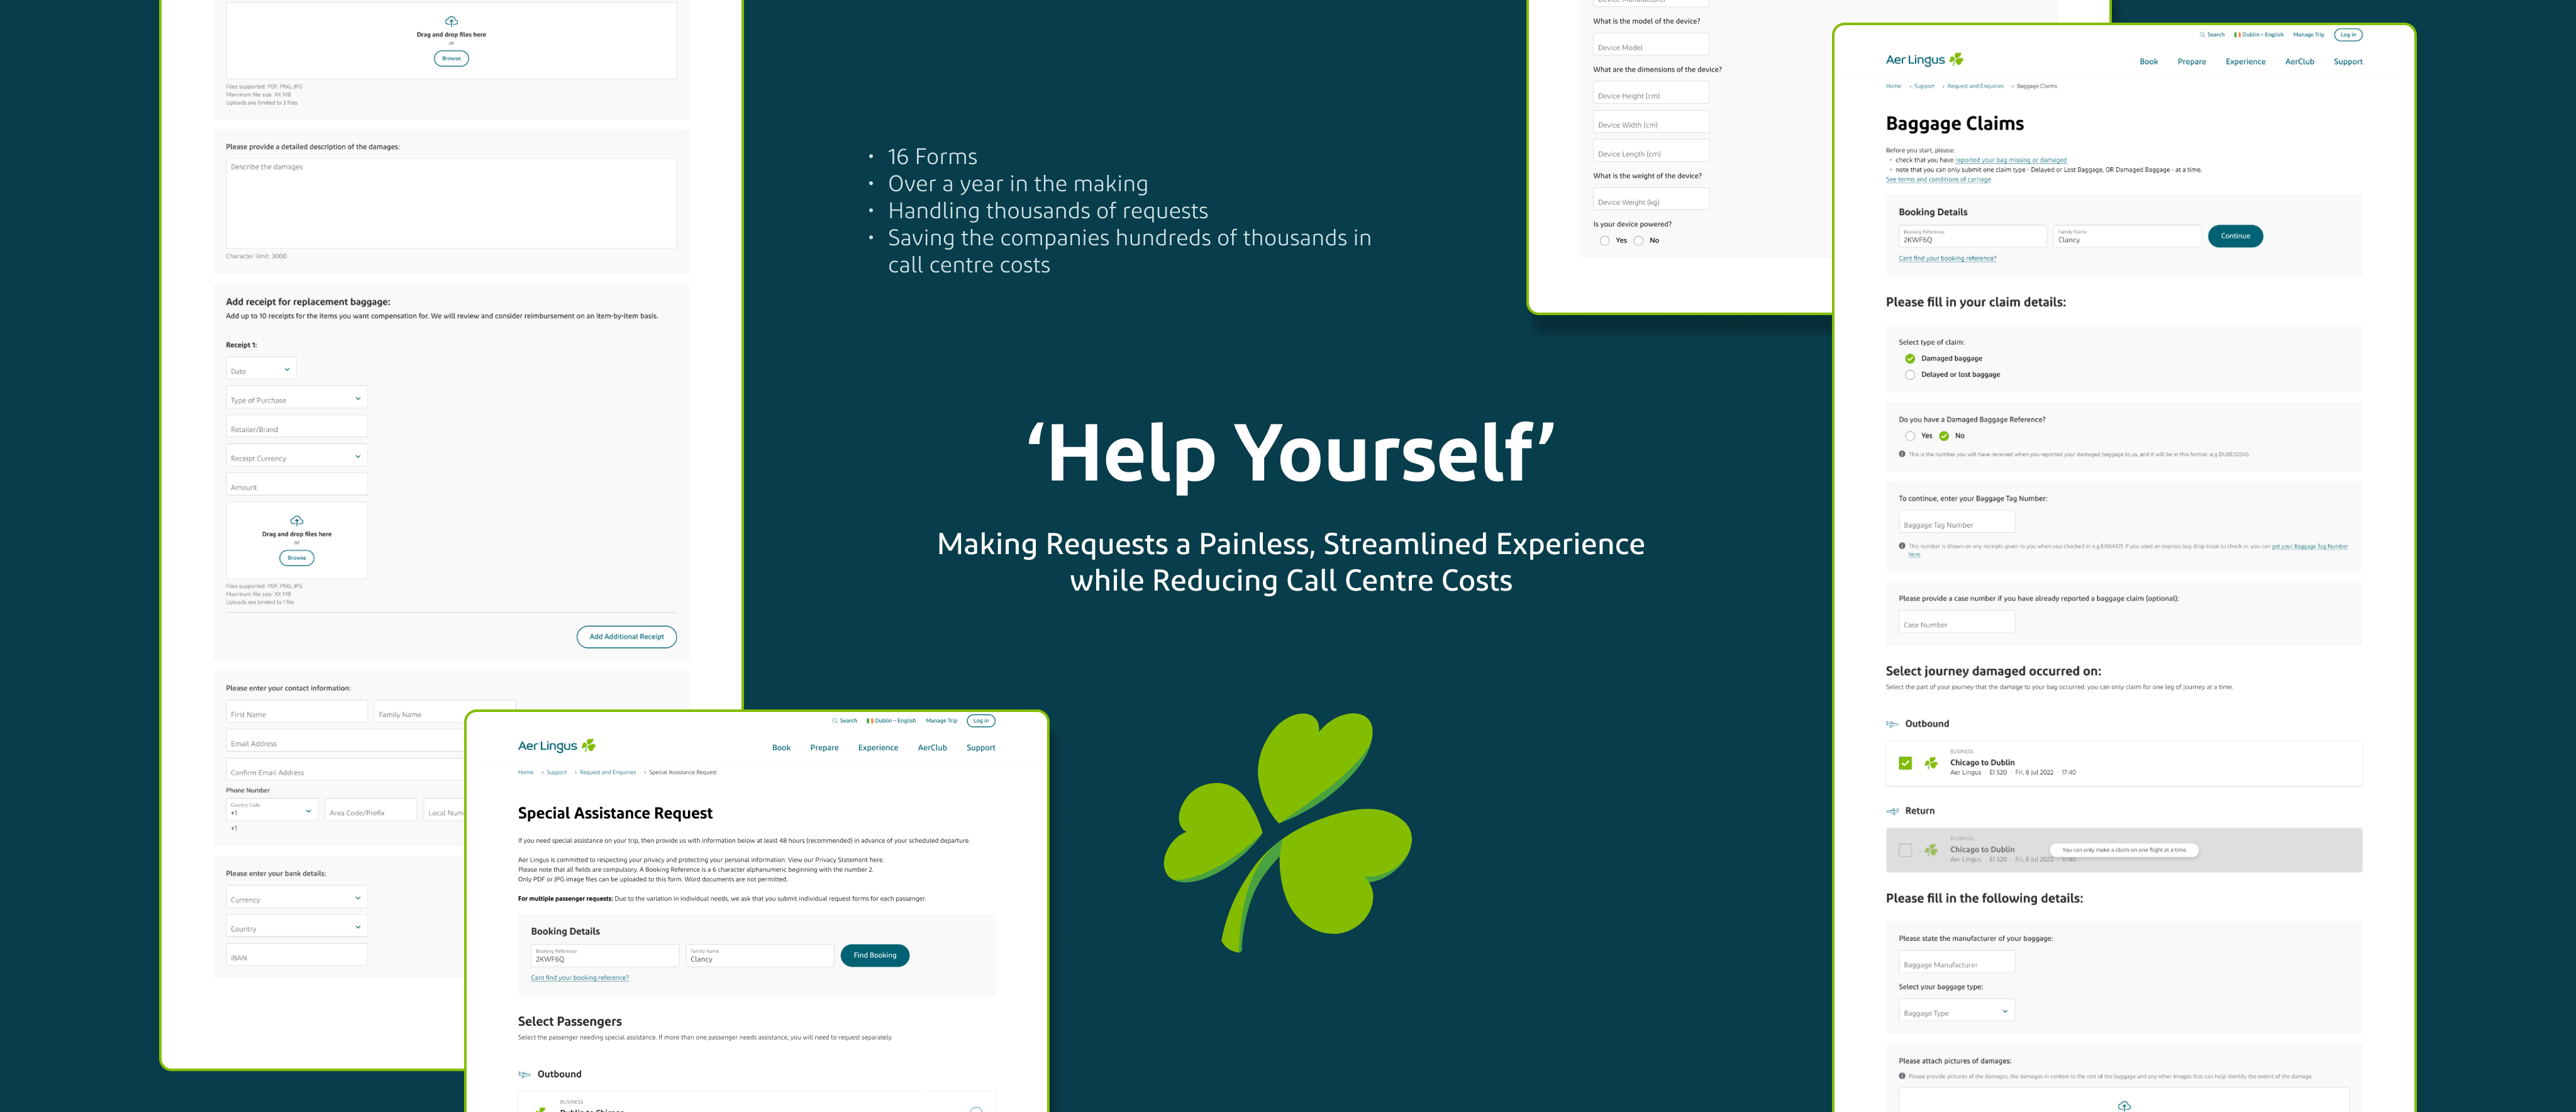 Drag and drop files here
or
Browse
Files supported: PDF, PNG, JPG
Maximum file size: XX MB
Uploads are limited to 3 files
Please provide a detailed description of the damages:
Describe the damages
Character limit: 3000
Add receipt for replacement baggage:
Add up to 10 receipts for the items you want compensation for. We will review and consider reimbursement on an item-by-item basis.
Receipt 1:
Date
Type of Purchase
Retailer/Brand
Receipt Currency
Amount
Drag and drop files here
or
Browse
Files supported: PDF, PNG, JPG
Maximum file size: XX MB
Uploads are limited to 1 file
Add Additional Receipt
Please enter your contact information:
First Name
Family Name
Email Address
Confirm Email Address
Phone Number
Country Code
+1
Area Code/Prefix
Local Num
+1
Please enter your bank details:
Currency
Country
IBAN
• 16 Forms
• Over a year in the making
• Handling thousands of requests
• Saving the companies hundreds of thousands in
call centre costs
‘Help Yourself’
Making Requests a Painless, Streamlined Experience
while Reducing Call Centre Costs
Search
Dublin - English
Manage Trip
Log in
Aer Lingus
Book
Prepare
Experience
AerClub
Support
Home › Support › Request and Enquiries › Special Assistance Request
Special Assistance Request
If you need special assistance on your trip, then provide us with information below at least 48 hours (recommended) in advance of your scheduled departure.
Aer Lingus is committed to respecting your privacy and protecting your personal information. View our Privacy Statement here.
Please note that all fields are compulsory. A Booking Reference is a 6 character alphanumeric beginning with the number 2.
Only PDF or JPG image files can be uploaded to this form. Word documents are not permitted.
For multiple passenger requests: Due to the variation in individual needs, we ask that you submit individual request forms for each passenger.
Booking Details
Booking Reference
2KWF6Q
Family Name
Clancy
Find Booking
Cant find your booking reference?
Select Passengers
Select the passenger needing special assistance. If more than one passenger needs assistance, you will need to request separately.
Outbound
BUSINESS
Dublin to Chicago
Device Manufacturer
What is the model of the device?
Device Model
What are the dimensions of the device?
Device Height (cm)
Device Width (cm)
Device Length (cm)
What is the weight of the device?
Device Weight (kg)
Is your device powered?
Yes
No
Search
Dublin - English
Manage Trip
Log in
Aer Lingus
Book
Prepare
Experience
AerClub
Support
Home › Support › Request and Enquiries › Baggage Claims
Baggage Claims
Before you start, please:
• check that you have reported your bag missing or damaged
• note that you can only submit one claim type - Delayed or Lost Baggage, OR Damaged Baggage - at a time.
See terms and conditions of carriage
Booking Details
Booking Reference
2KWF6Q
Family Name
Clancy
Continue
Cant find your booking reference?
Please fill in your claim details:
Select type of claim:
Damaged baggage
Delayed or lost baggage
Do you have a Damaged Baggage Reference?
Yes
No
This is the number you will have received when you reported your damaged baggage to us, and it will be in this format: e.g
To continue, enter your Baggage Tag Number:
Baggage Tag Number
This number is shown on any receipts given to you when you checked in e.g EI654321. If you used an express bag drop kiosk to check in, you can get your Baggage Tag Number
here.
Please provide a case number if you have already reported a baggage claim (optional):
Case Number
Select journey damaged occurred on:
Select the part of your journey that the damage to your bag occurred. you can only claim for one leg of journey at a time.
Outbound
BUSINESS
Chicago to Dublin
Aer Lingus · EI 520 · Fri, 8 Jul 2022 · 17:40
Return
BUSINESS
Chicago to Dublin
Aer Lingus · EI 520 · Fri, 8 Jul 2022 · 17:40
You can only make a claim on one flight at a time
Please fill in the following details:
Please state the manufacturer of your baggage:
Baggage Manufacturer
Select your baggage type:
Baggage Type
Please attach pictures of damages:
Please provide pictures of the damages, the damages in context to the rest of the baggage and any other images that can help identify the extent of the damage.